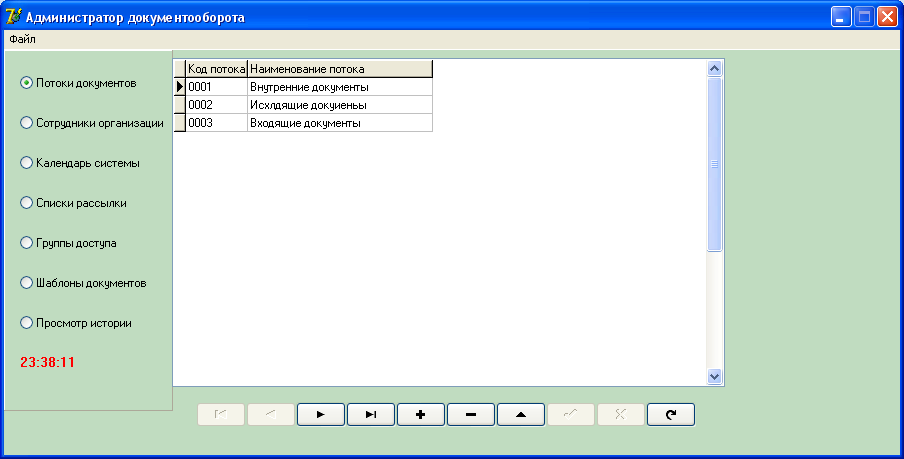 Администратор документооборота
Файл
Потоки документов
Сотрудники организации
Календарь системы
Списки рассылки
Группы доступа
Шаблоны документов
Просмотр истории
23:38:11
Код потока Наименование потока
0001 Внутренние документы
0002 Исхлдящие докуиеньы
0003 Входящие документы